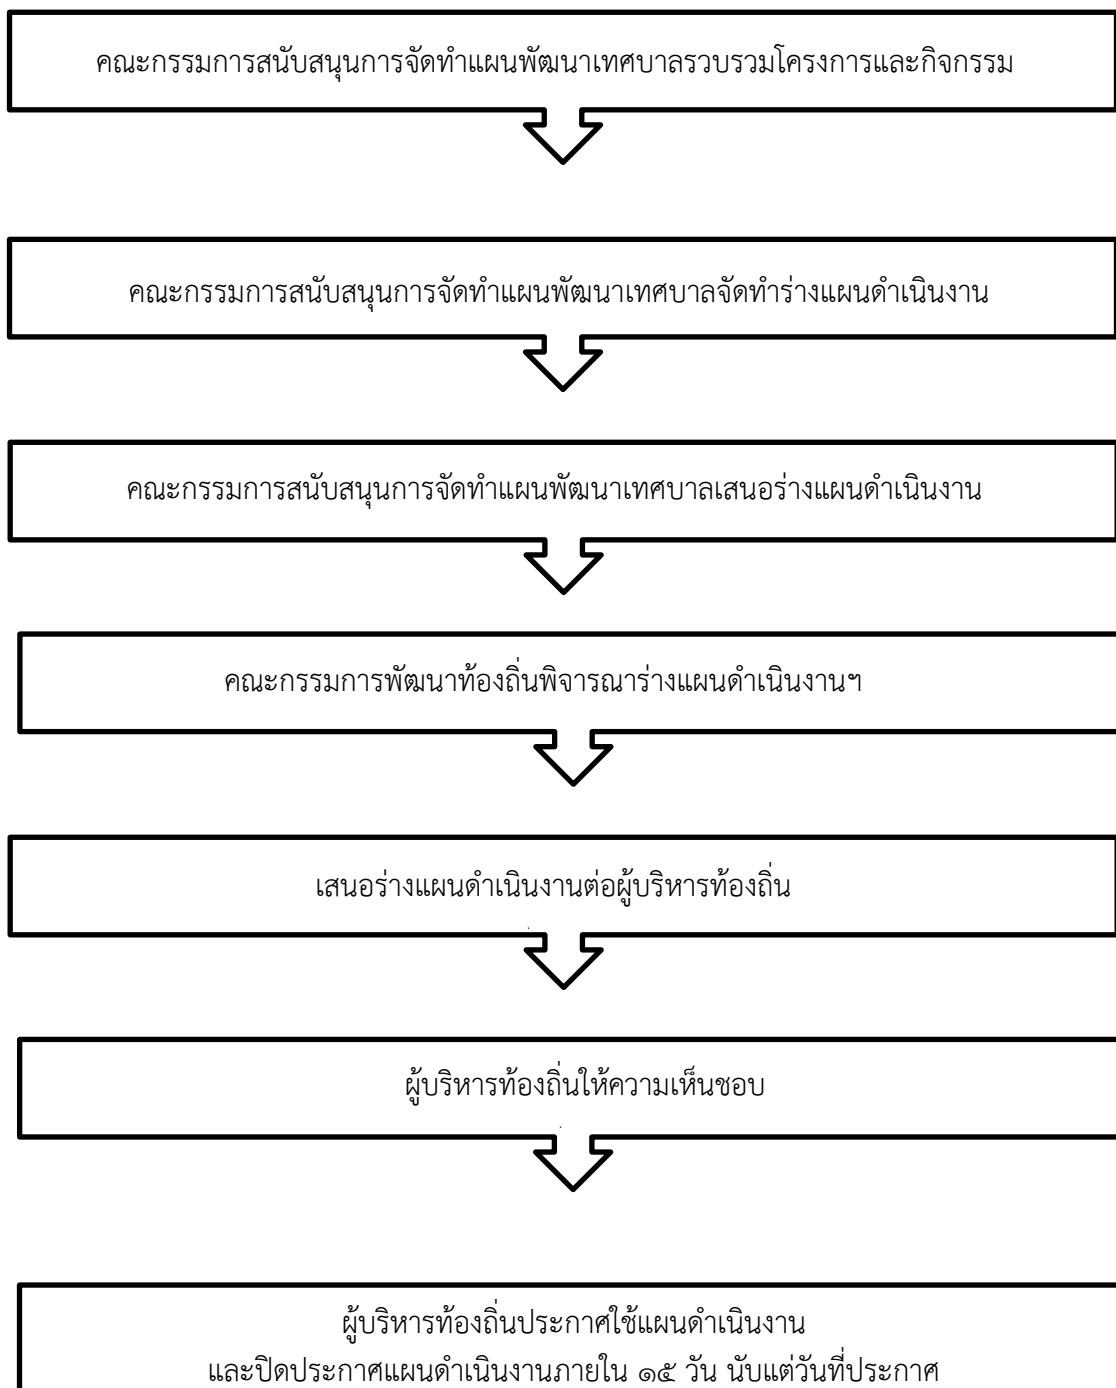 คณะกรรมการสนับสนุนการจัดทำแผนพัฒนาเทศบาลรวบรวมโครงการและกิจกรรม
คณะกรรมการสนับสนุนการจัดทำแผนพัฒนาเทศบาลจัดทำร่างแผนดำเนินงาน
คณะกรรมการสนับสนุนการจัดทำแผนพัฒนาเทศบาลเสนอร่างแผนดำเนินงาน
คณะกรรมการพัฒนาท้องถิ่นพิจารณาร่างแผนดำเนินงานฯ
เสนอร่างแผนดำเนินงานต่อผู้บริหารท้องถิ่น
ผู้บริหารท้องถิ่นให้ความเห็นชอบ
ผู้บริหารท้องถิ่นประกาศใช้แผนดำเนินงาน
และปิดประกาศแผนดำเนินงานภายใน ๑๕ วัน นับแต่วันที่ประกาศ